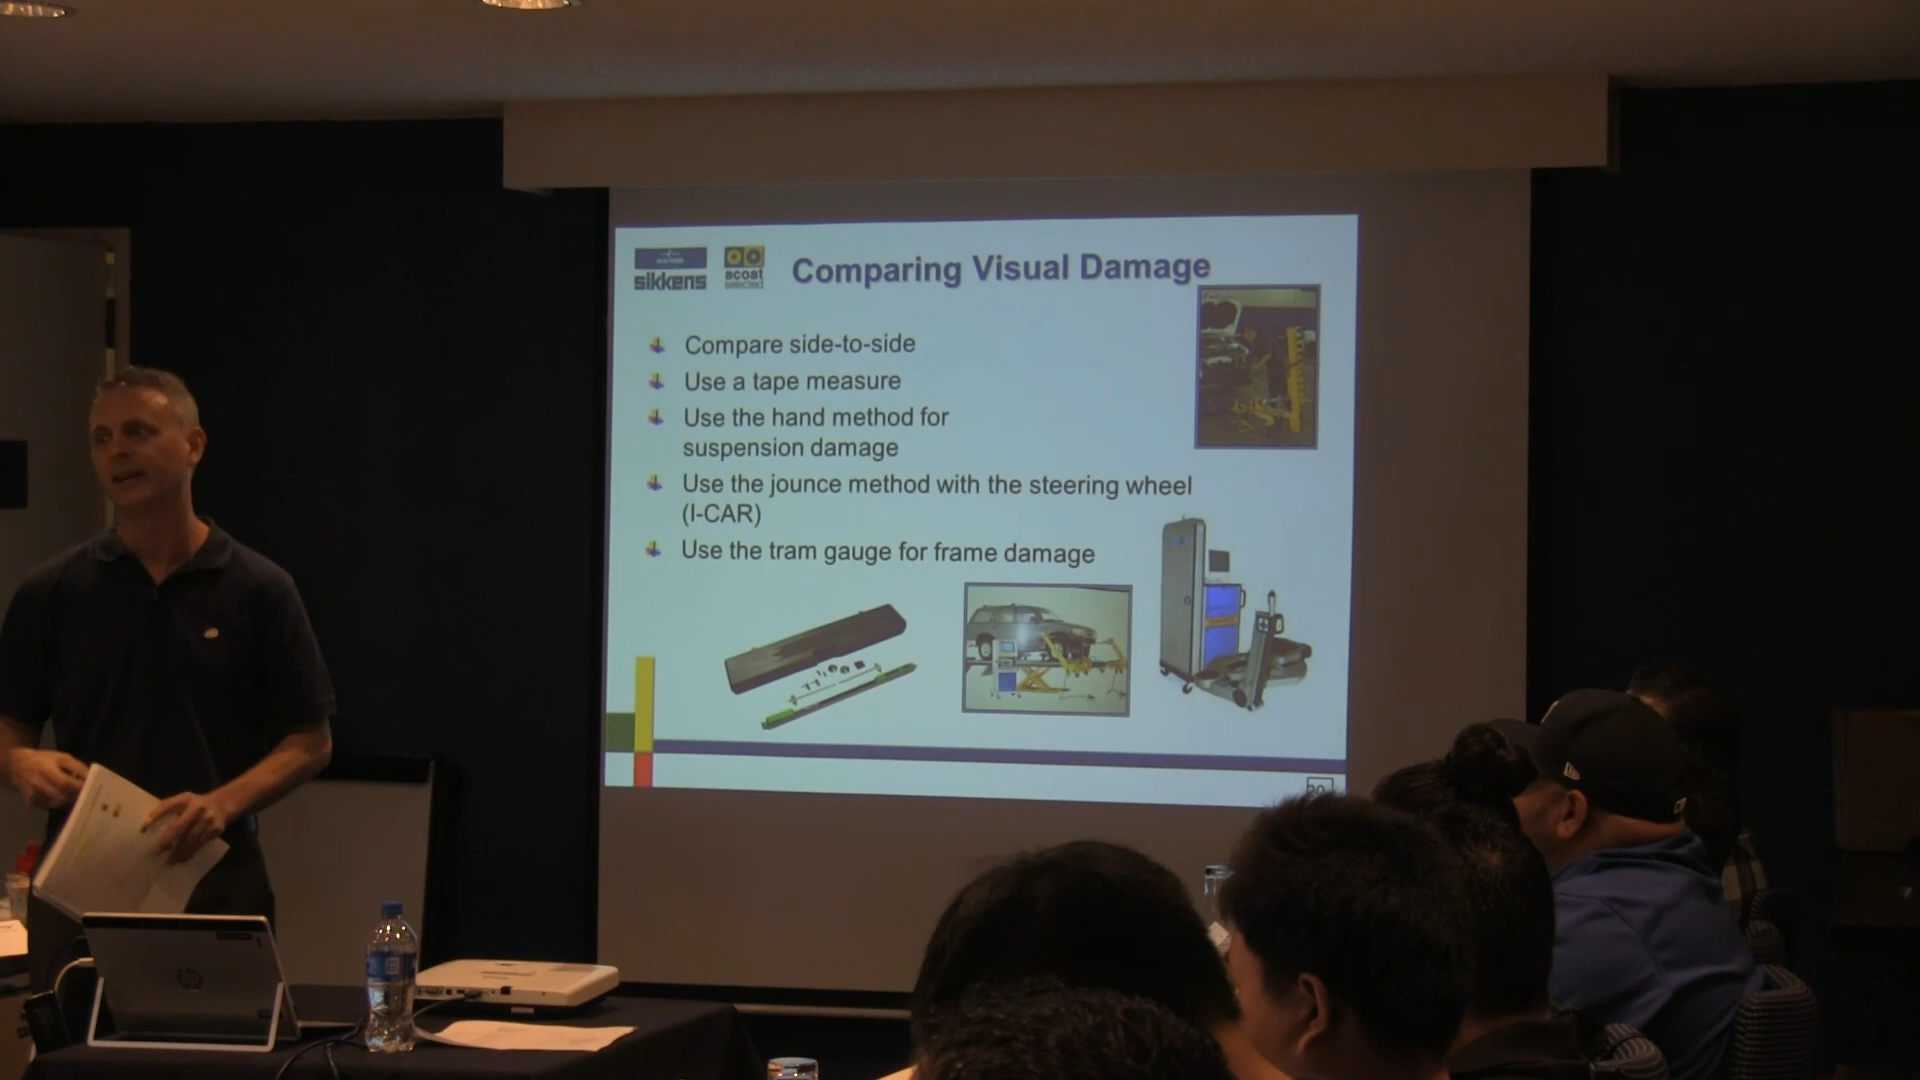 sikkens
acoat
selected
Comparing Visual Damage
Compare side-to-side
Use a tape measure
Use the hand method for
suspension damage
Use the jounce method with the steering wheel
(I-CAR)
Use the tram gauge for frame damage
hp